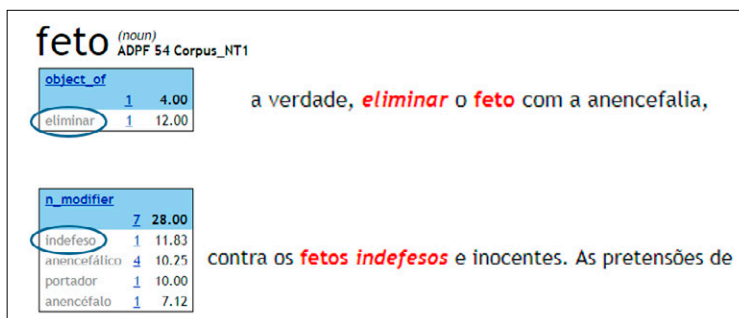 feto (noun)
ADPF 54 Corpus_NT1
object_of
1 4.00
eliminar 1 12.00
a verdade, eliminar o feto com a anencefalia,
n_modifier
7 28.00
indefeso 1 11.83
anencefálico 4 10.25
portador 1 10.00
anencéfalo 1 7.12
contra os fetos indefesos e inocentes. As pretensões de